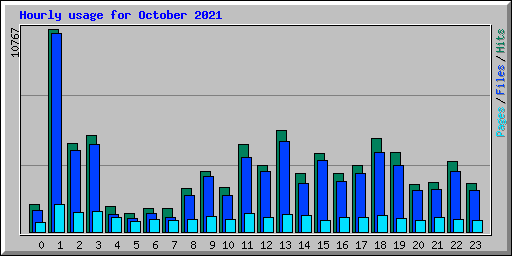 Hourly usage for October 2021
10767
Pages/Files/Hits
0 1 2 3 4 5 6 7 8 9 10 11 12 13 14 15 16 17 18 19 20 21 22 23